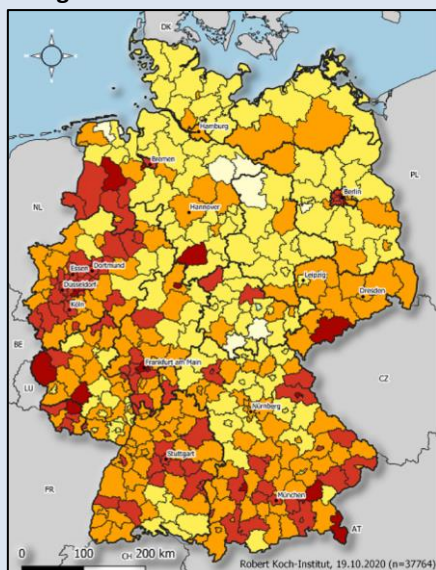 DK
Hamburg
Bremen
PL
Berlin
NL
Hannover
Essen
Dortmund
Düsseldorf
Leipzig
Köln
Dresden
BE
Frankfurt am Main
LU
CZ
Nürnberg
Stuttgart
FR
München
AT
0 100 200 km
CH
Robert Koch-Institut, 19.10.2020 (n=37764)